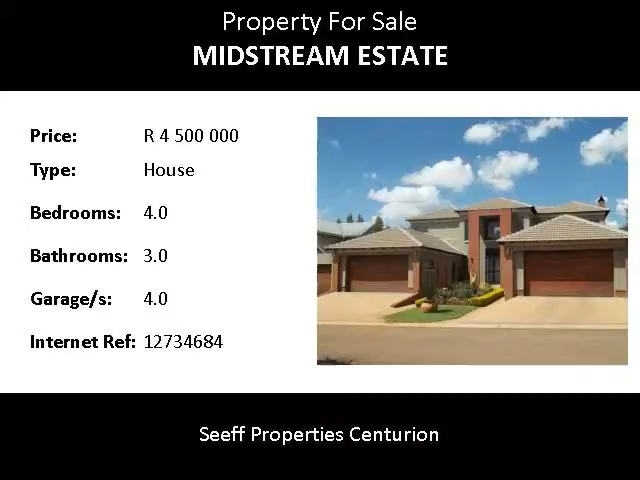 Property For Sale
MIDSTREAM ESTATE
Price: R 4 500 000
Type: House
Bedrooms: 4.0
Bathrooms: 3.0
Garage/s: 4.0
Internet Ref: 12734684
Seeff Properties Centurion